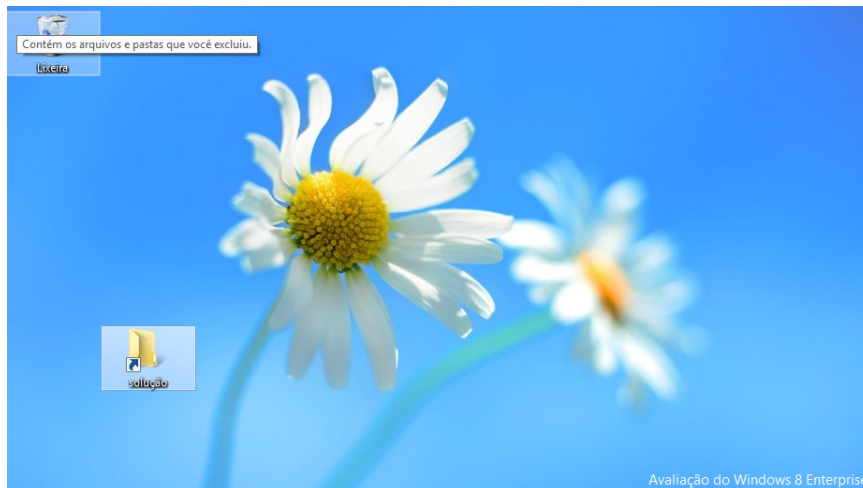 Contém os arquivos e pastas que você excluiu.
Lixeira
solução
Avaliação do Windows 8 Enterprise